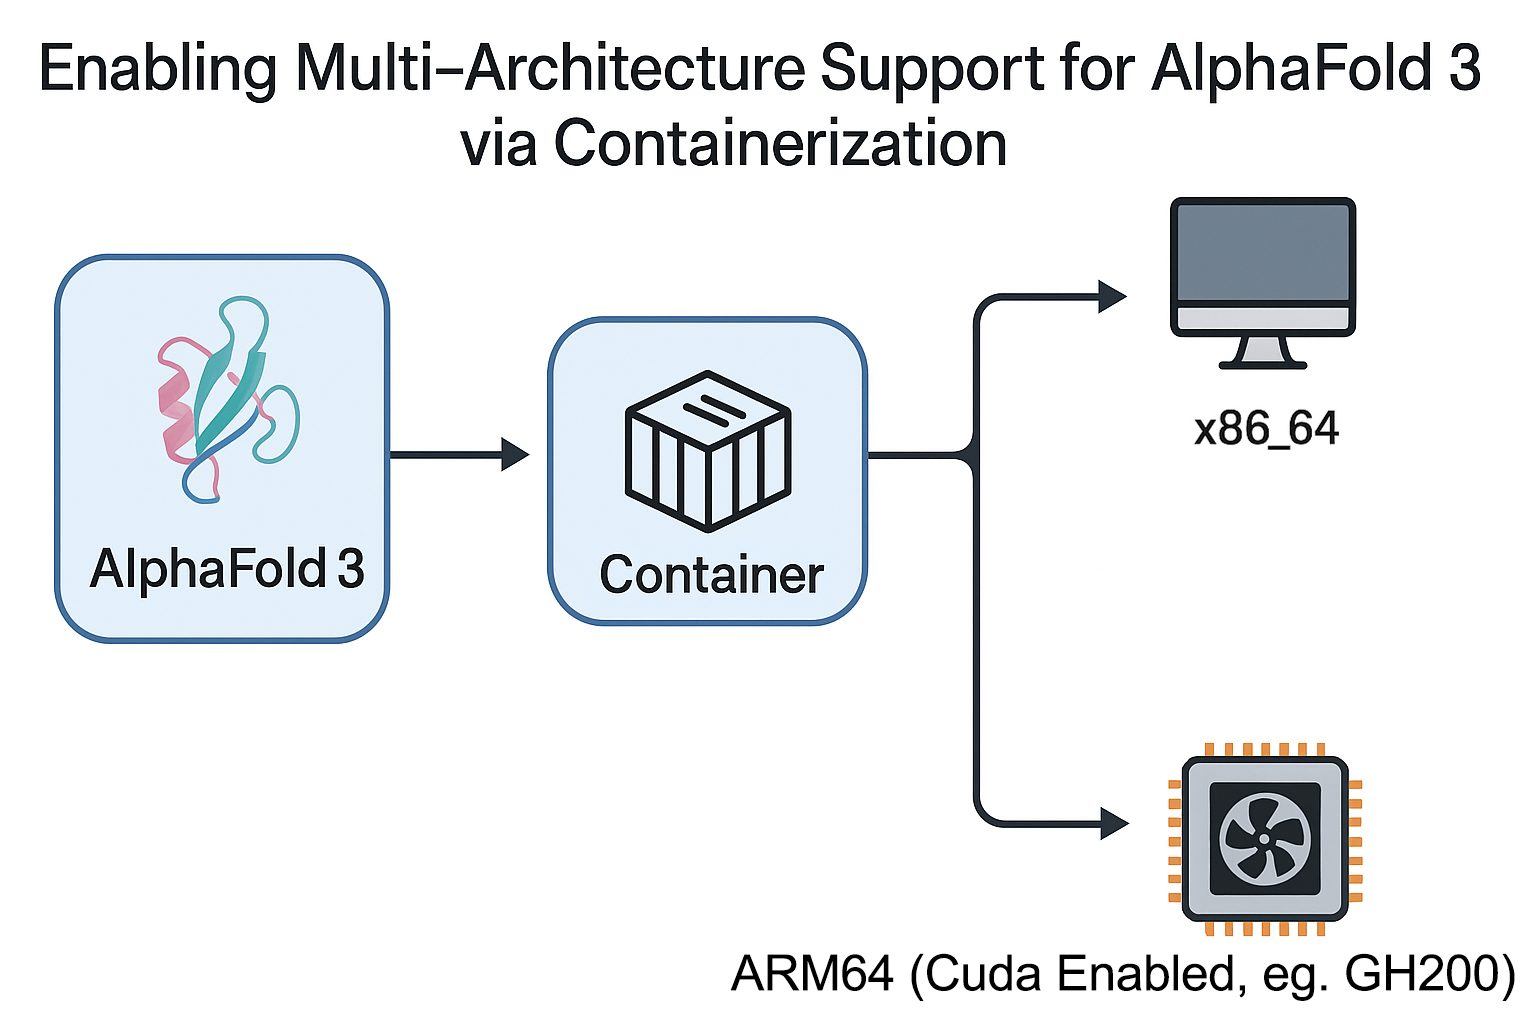 Enabling Multi–Architecture Support for AlphaFold 3
via Containerization
AlphaFold 3
Container
x86_64
ARM64 (Cuda Enabled, eg. GH200)